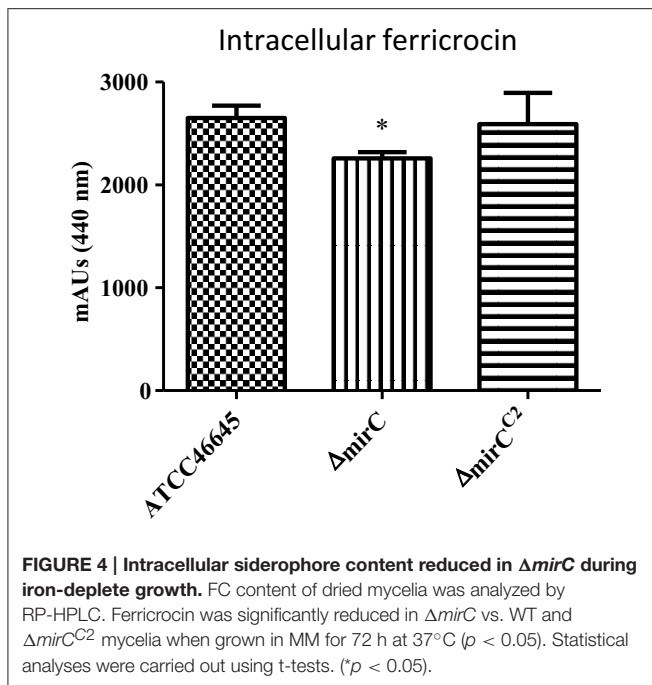 Intracellular ferricrocin
3000
2000
1000
0
mAUs (440 nm)
*
ATCC46645
ΔmirC
ΔmirC^C2
FIGURE 4 | Intracellular siderophore content reduced in ΔmirC during
iron-deplete growth. FC content of dried mycelia was analyzed by
RP-HPLC. Ferricrocin was significantly reduced in ΔmirC vs. WT and
ΔmirC^C2 mycelia when grown in MM for 72 h at 37°C (p < 0.05). Statistical
analyses were carried out using t-tests. (*p < 0.05).